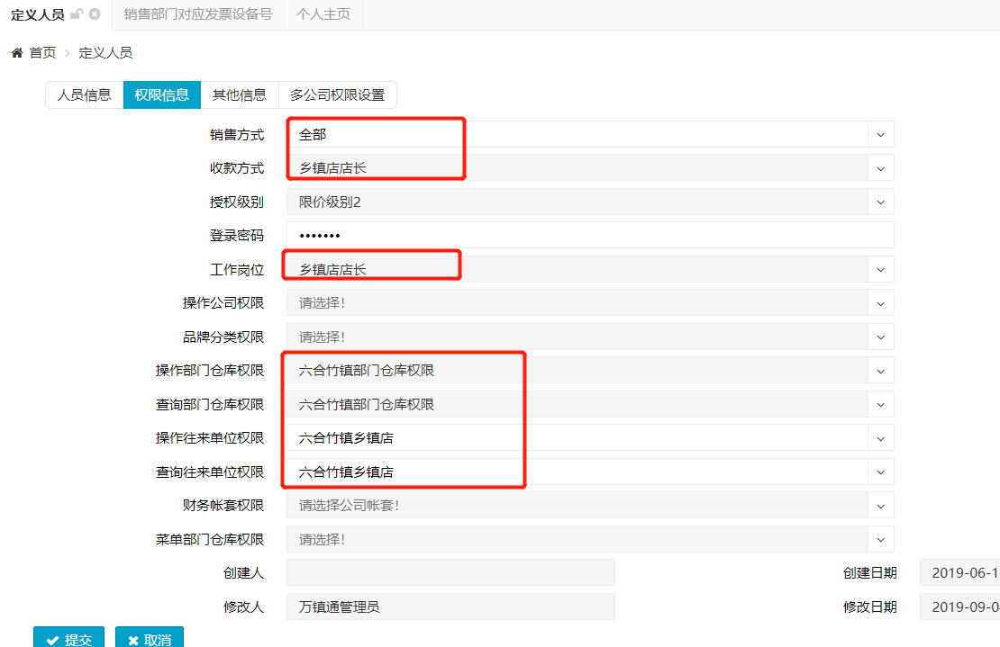 定义人员 销售部门对应发票设备号 个人主页
首页 > 定义人员
人员信息 权限信息 其他信息 多公司权限设置
销售方式 全部
收款方式 乡镇店店长
授权级别 限价级别2
登录密码 •••••••
工作岗位 乡镇店店长
操作公司权限 请选择!
品牌分类权限 请选择!
操作部门仓库权限 六合竹镇部门仓库权限
查询部门仓库权限 六合竹镇部门仓库权限
操作往来单位权限 六合竹镇乡镇店
查询往来单位权限 六合竹镇乡镇店
财务帐套权限 请选择公司帐套!
菜单部门仓库权限 请选择!
创建人 创建日期 2019-06-1
修改人 万镇通管理员 修改日期 2019-09-0
提交 取消